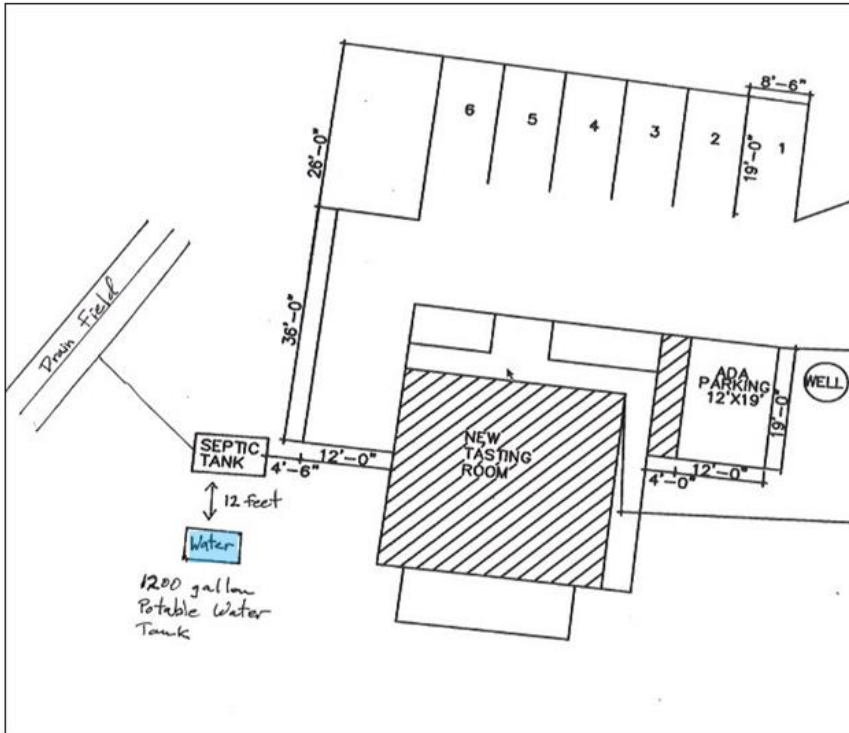 8'-6"
6
5
4
3
2
1
26'-0"
19'-0"
36'-0"
Drain Field
ADA
PARKING
12'X19'
WELL
19'-0"
NEW
TASTING
ROOM
SEPTIC
TANK
4'-6"
12'-0"
4'-0"
12'-0"
12 feet
Water
1200 gallon
Potable Water
Tank